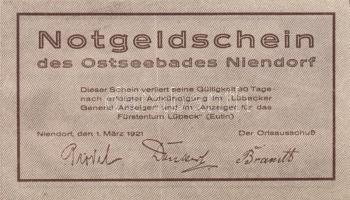 Notgeldschein
des Ostseebades Niendorf
Dieser Schein verliert seine Gültigkeit 30 Tage
nach erfolgter Aufkündigung im „Lübecker
General-Anzeiger" und im „Anzeiger für das
Fürstentum Lübeck" (Eutin)
Niendorf, den 1. März 1921 Der Ortsausschuß
Brandt